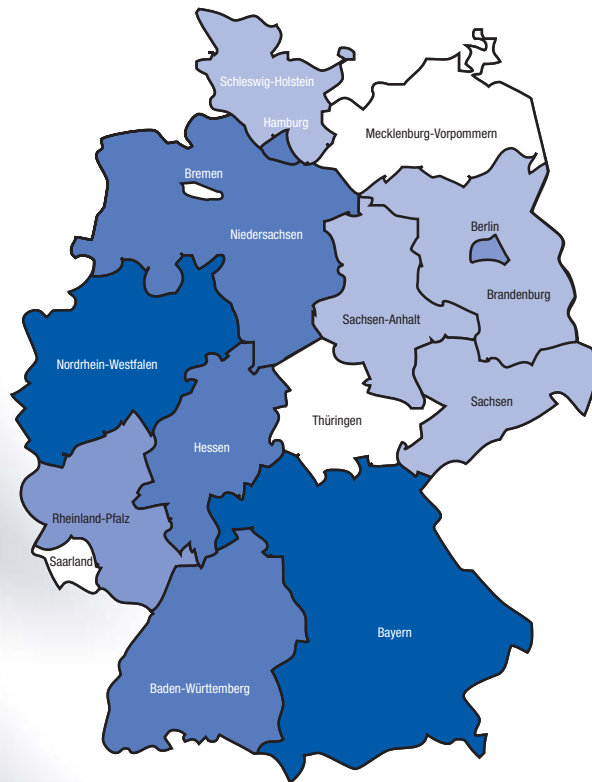 Schleswig-Holstein
Hamburg
Mecklenburg-Vorpommern
Bremen
Niedersachsen
Berlin
Brandenburg
Sachsen-Anhalt
Nordrhein-Westfalen
Sachsen
Thüringen
Hessen
Rheinland-Pfalz
Saarland
Bayern
Baden-Württemberg